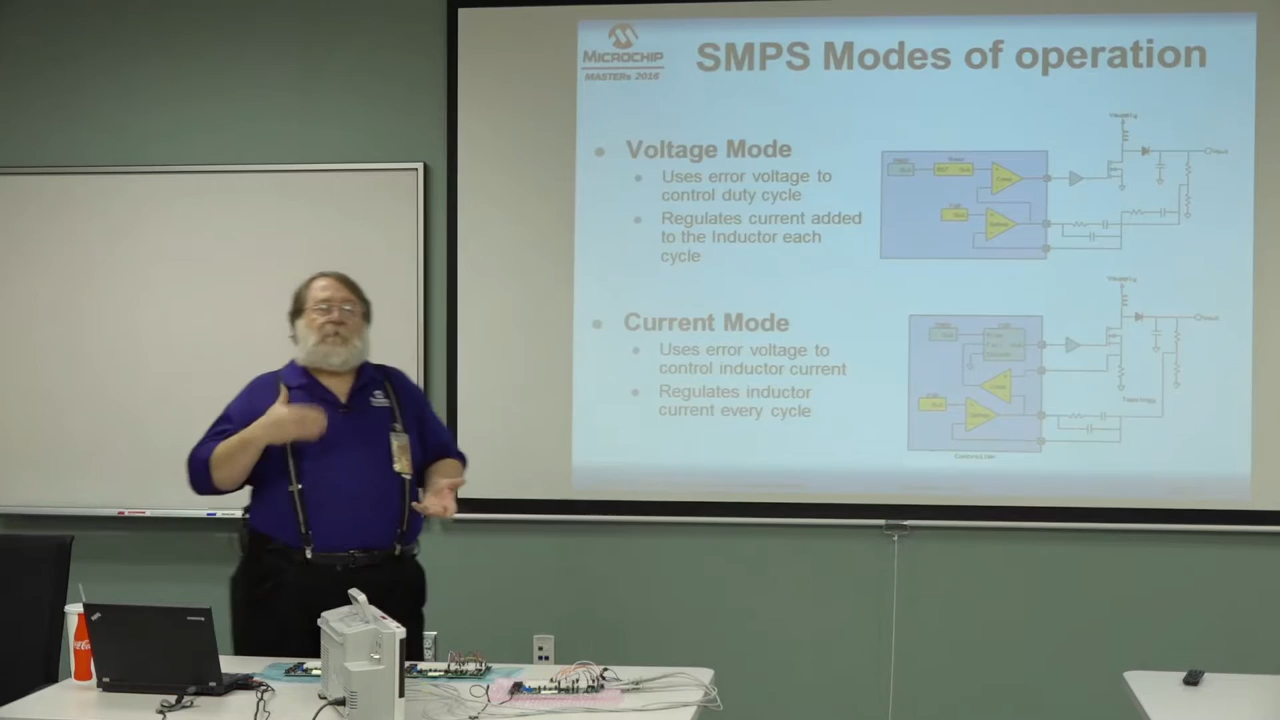 MICROCHIP
MASTERs 2016
SMPS Modes of operation
Voltage Mode
Uses error voltage to
control duty cycle
Regulates current added
to the Inductor each
cycle
Current Mode
Uses error voltage to
control inductor current
Regulates inductor
current every cycle